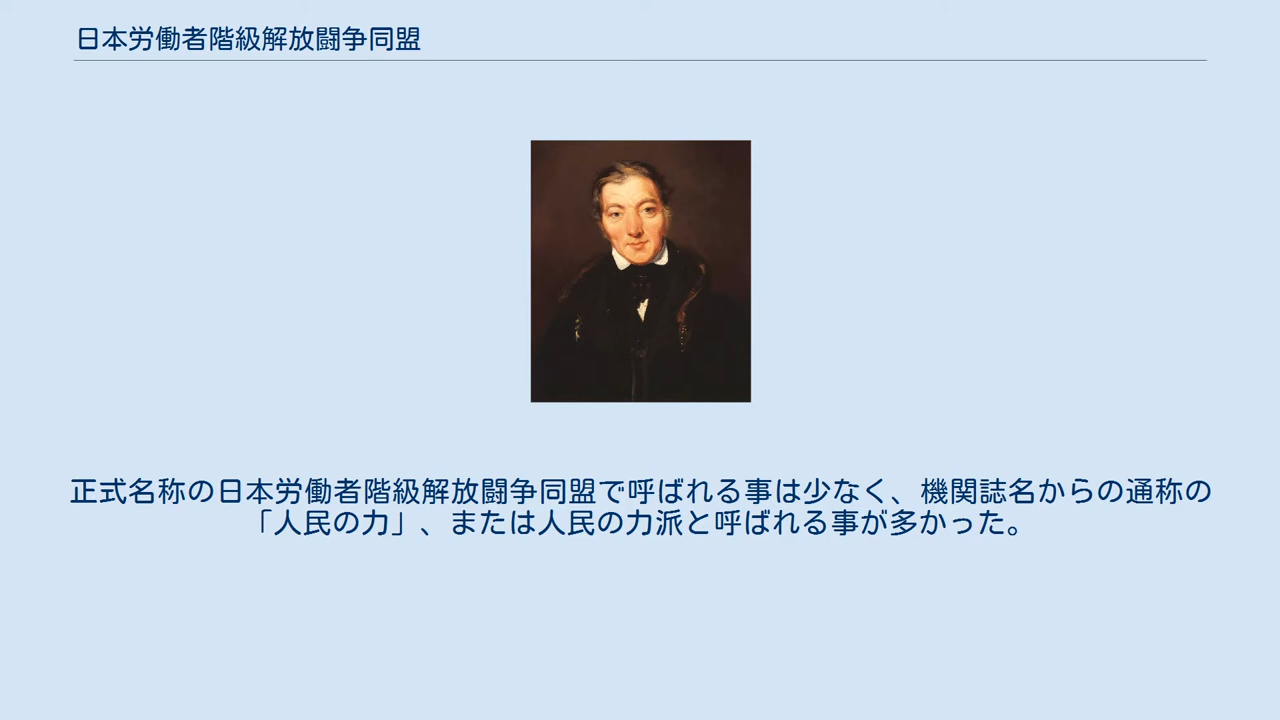 日本労働者階級解放闘争同盟
正式名称の日本労働者階級解放闘争同盟で呼ばれる事は少なく、機関誌名からの通称の
「人民の力」、または人民の力派と呼ばれる事が多かった。